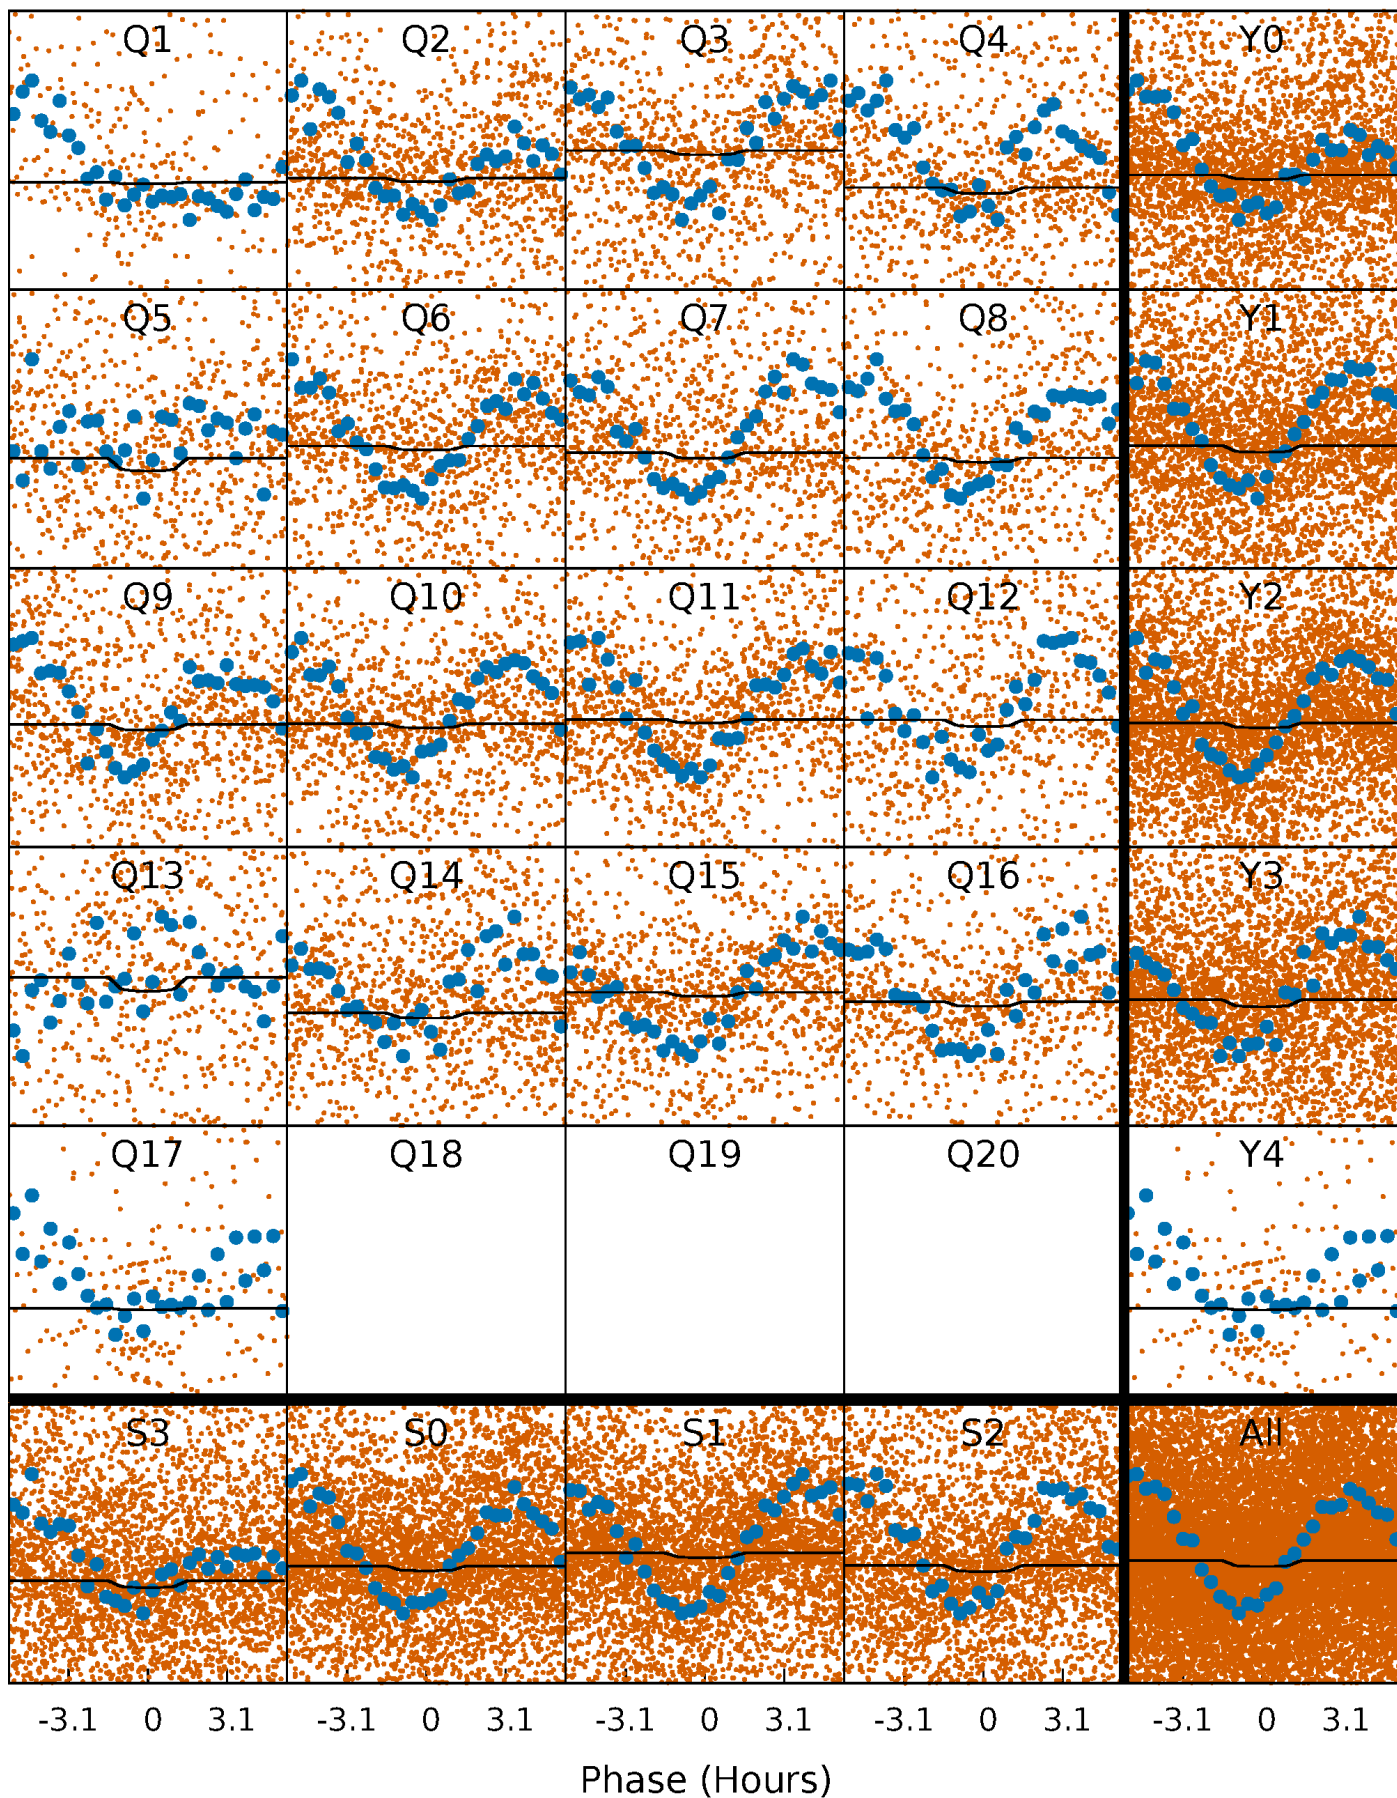 Q1 Q2 Q3 Q4 Y0
Q5 Q6 Q7 Q8 Y1
Q9 Q10 Q11 Q12 Y2
Q13 Q14 Q15 Q16 Y3
Q17 Q18 Q19 Q20 Y4
S3 S0 S1 S2 All
-3.1 0 3.1 -3.1 0 3.1 -3.1 0 3.1 -3.1 0 3.1 -3.1 0 3.1
Phase (Hours)